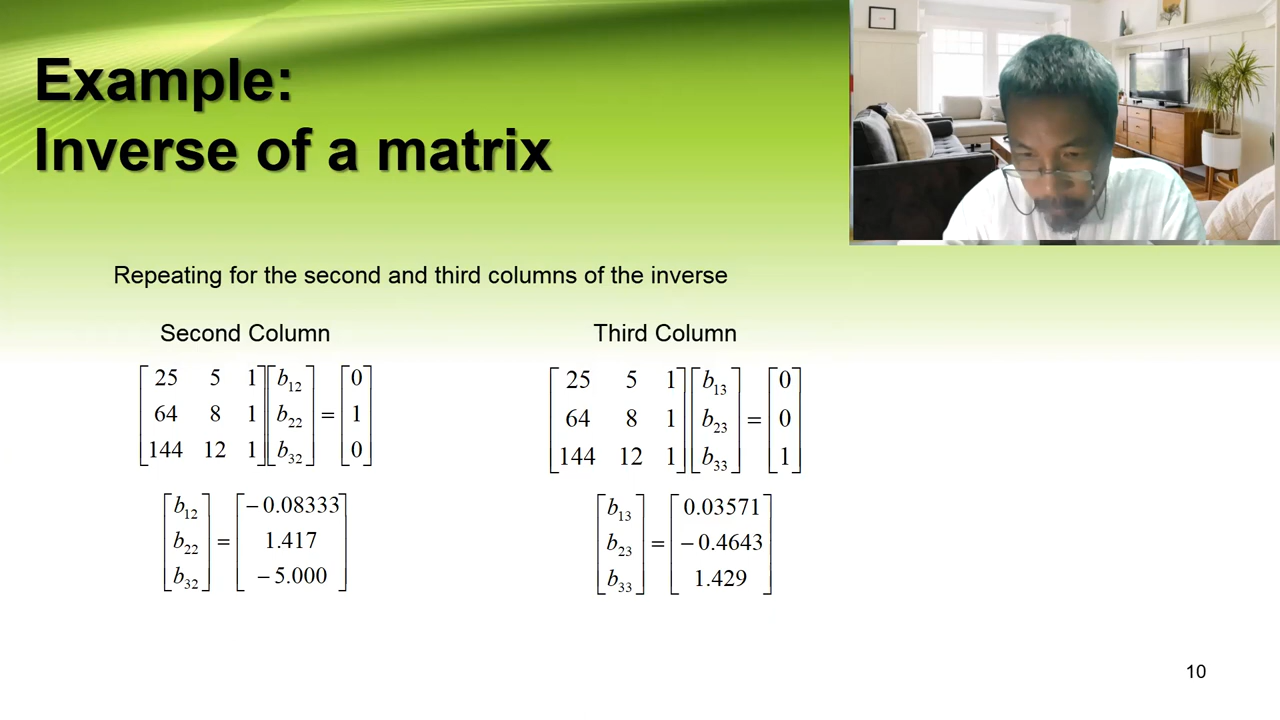 Example:
Inverse of a matrix
Repeating for the second and third columns of the inverse
Second Column
Third Column
[25 5 1; 64 8 1; 144 12 1] [b12; b22; b32] = [0; 1; 0]
[25 5 1; 64 8 1; 144 12 1] [b13; b23; b33] = [0; 0; 1]
[b12; b22; b32] = [−0.08333; 1.417; −5.000]
[b13; b23; b33] = [0.03571; −0.4643; 1.429]
10